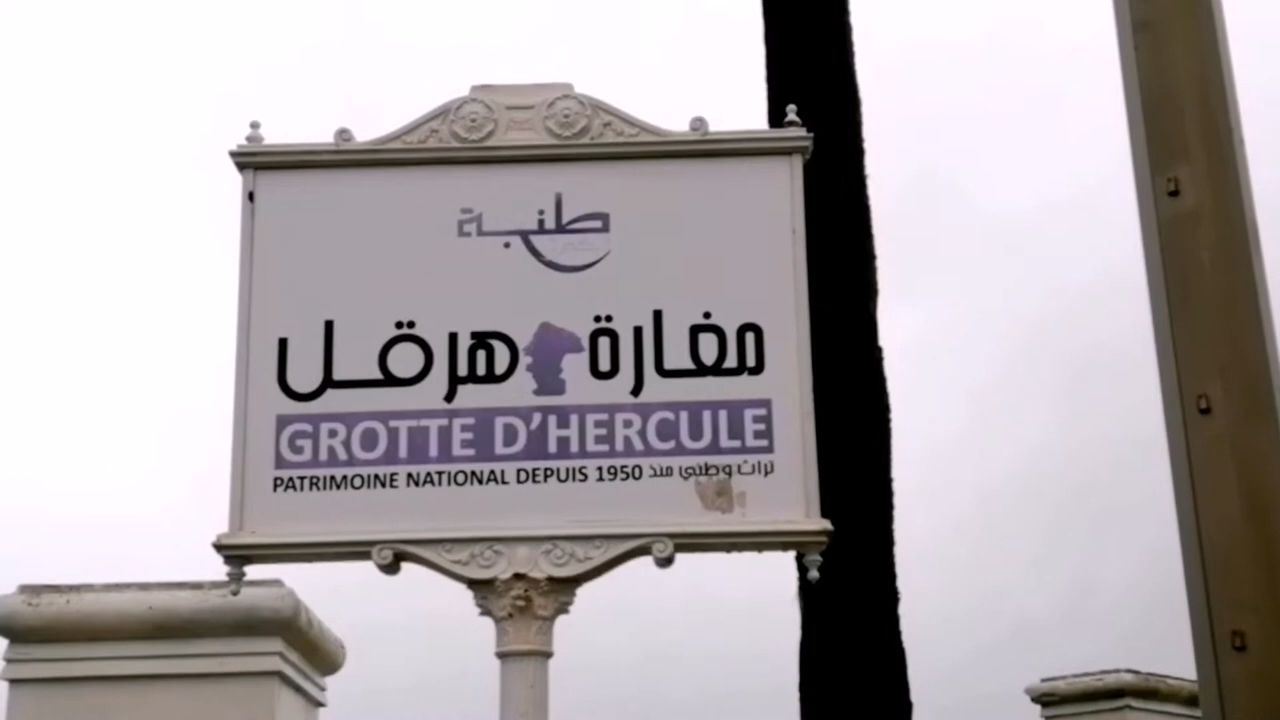 طنجة
مغارة هرقل
GROTTE D'HERCULE
PATRIMOINE NATIONAL DEPUIS 1950 تراث وطني منذ